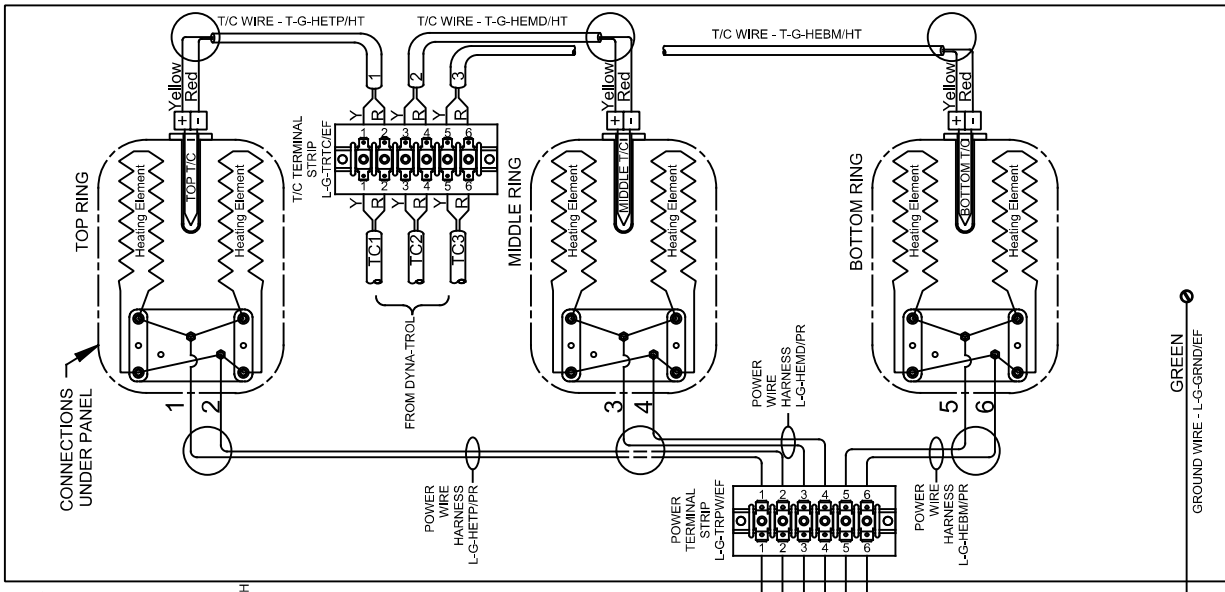 T/C WIRE - T-G-HETP/HT
T/C WIRE - T-G-HEMD/HT
T/C WIRE - T-G-HEBM/HT
Yellow
Red
+ -
TOP T/C
Heating Element
Heating Element
TOP RING
1
2
3
Y R Y R Y R
1 2 3 4 5 6
T/C TERMINAL
STRIP
L-G-TRTC/EF
1 2 3 4 5 6
Y R Y R Y R
TC1
TC2
TC3
FROM DYNA-TROL
Yellow
Red
+ -
MIDDLE T/C
Heating Element
Heating Element
MIDDLE RING
Yellow
Red
+ -
BOTTOM T/C
Heating Element
Heating Element
BOTTOM RING
CONNECTIONS
UNDER PANEL
1
2
3
4
5
6
POWER
WIRE
HARNESS
L-G-HETP/PR
POWER
WIRE
HARNESS
L-G-HEMD/PR
POWER
WIRE
HARNESS
L-G-HEBM/PR
POWER
TERMINAL
STRIP
L-G-TRPW/EF
1 2 3 4 5 6
1 2 3 4 5 6
GREEN
GROUND WIRE - L-G-GRND/EF
H